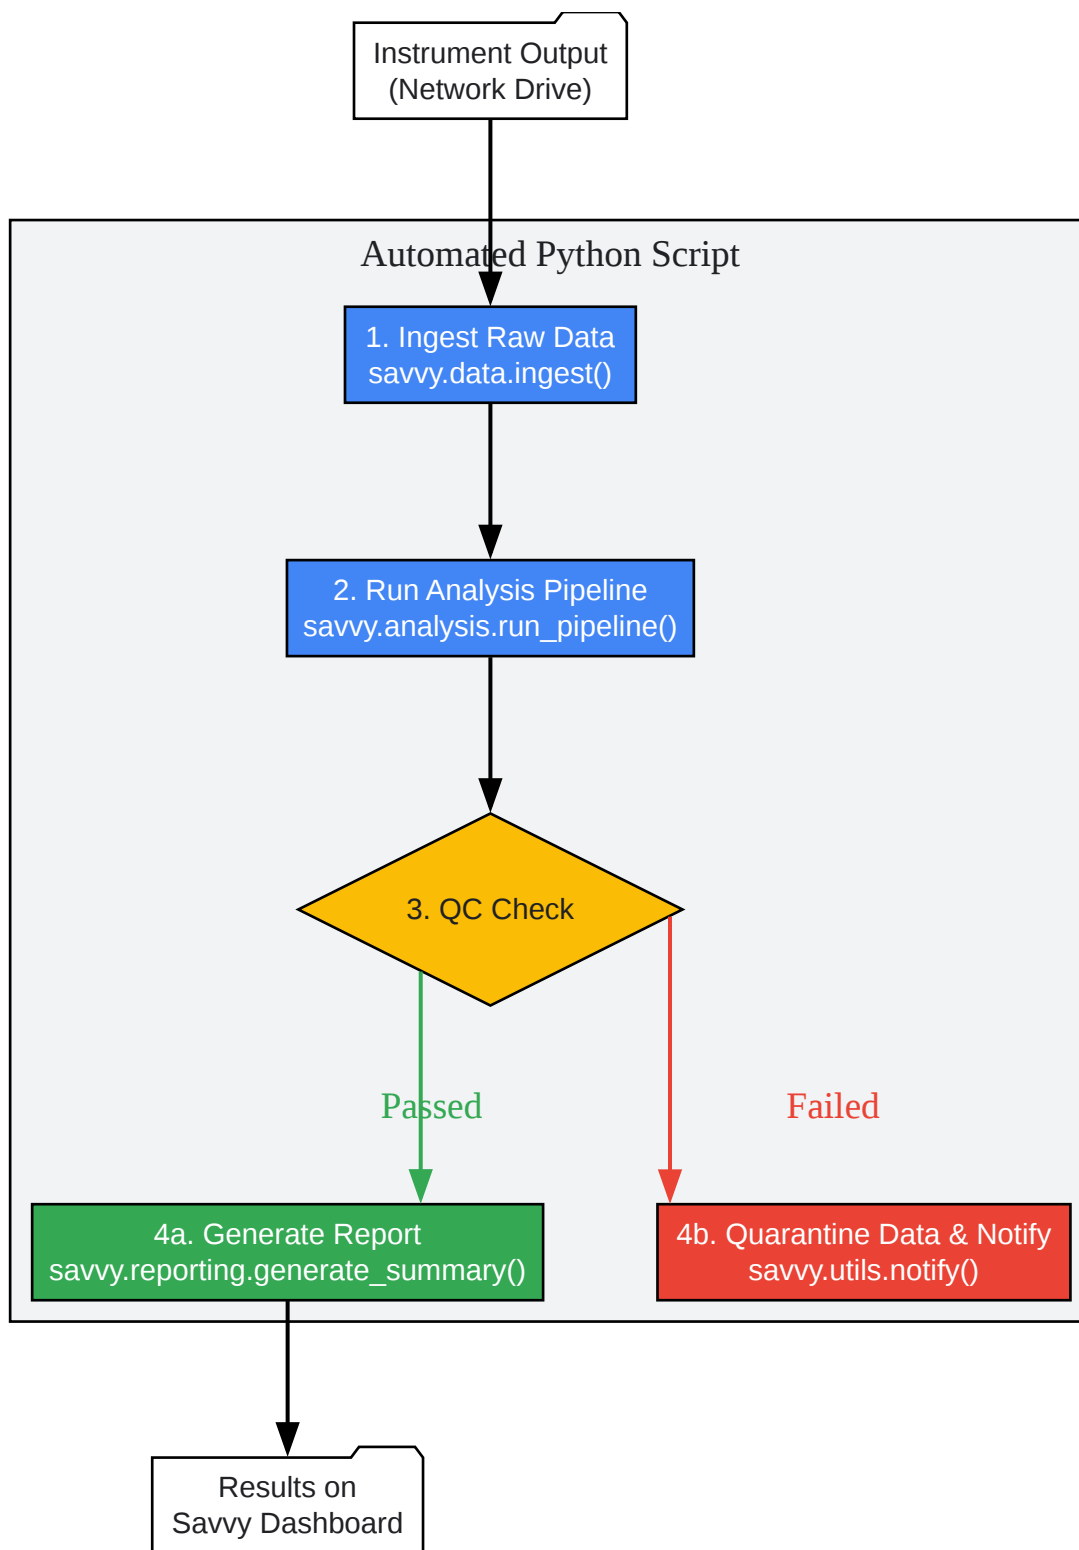 Instrument Output
(Network Drive)
Automated Python Script
1. Ingest Raw Data
savvy.data.ingest()
2. Run Analysis Pipeline
savvy.analysis.run_pipeline()
3. QC Check
Passed
Failed
4a. Generate Report
savvy.reporting.generate_summary()
4b. Quarantine Data & Notify
savvy.utils.notify()
Results on
Savvy Dashboard